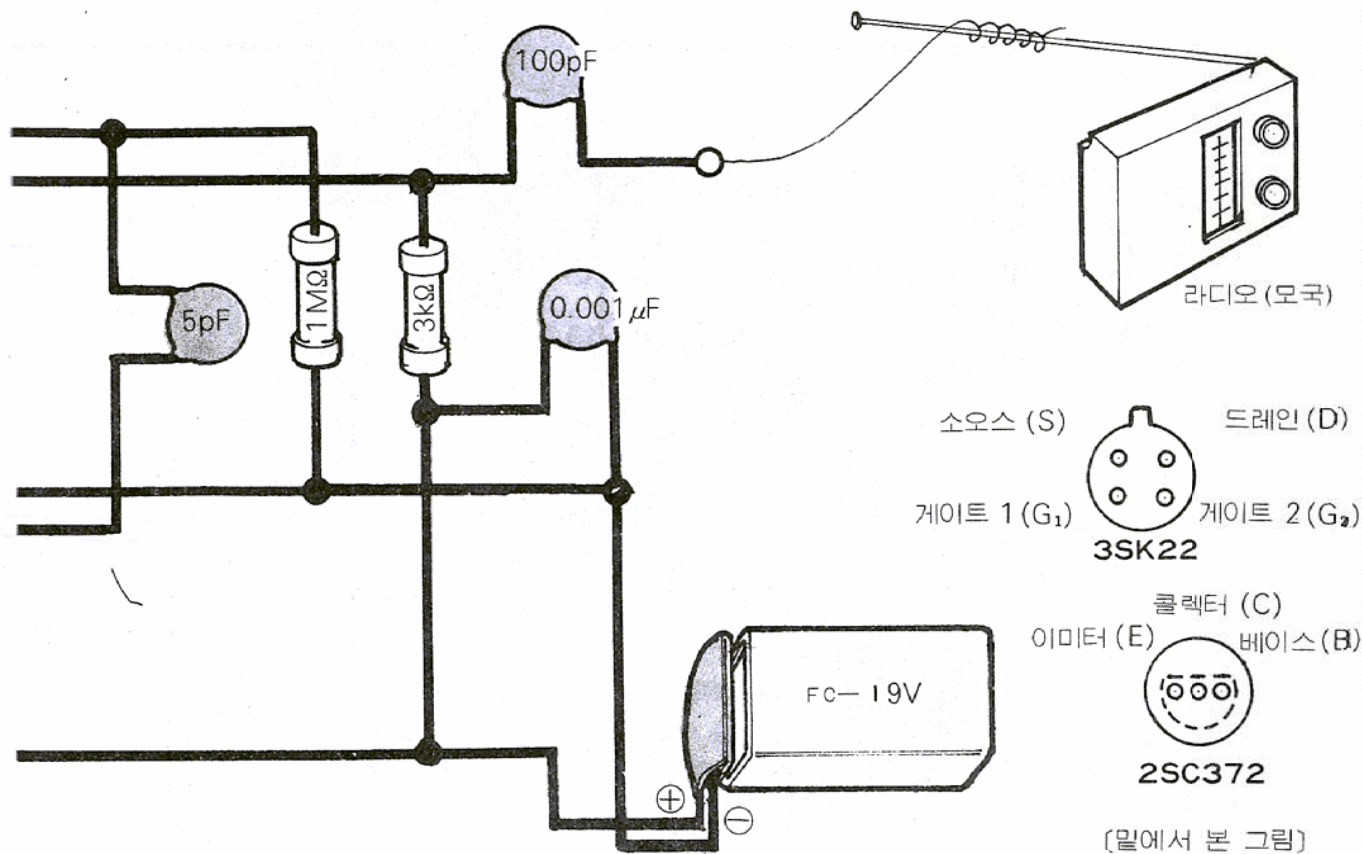 100pF
5pF
1MΩ
3kΩ
0.001μF
라디오 (모국)
소오스 (S) 드레인 (D)
게이트 1 (G₁) 게이트 2 (G₂)
3SK22
콜렉터 (C)
이미터 (E) 베이스 (B)
FC－19V
2SC372
⊕
⊖
[밑에서 본 그림]